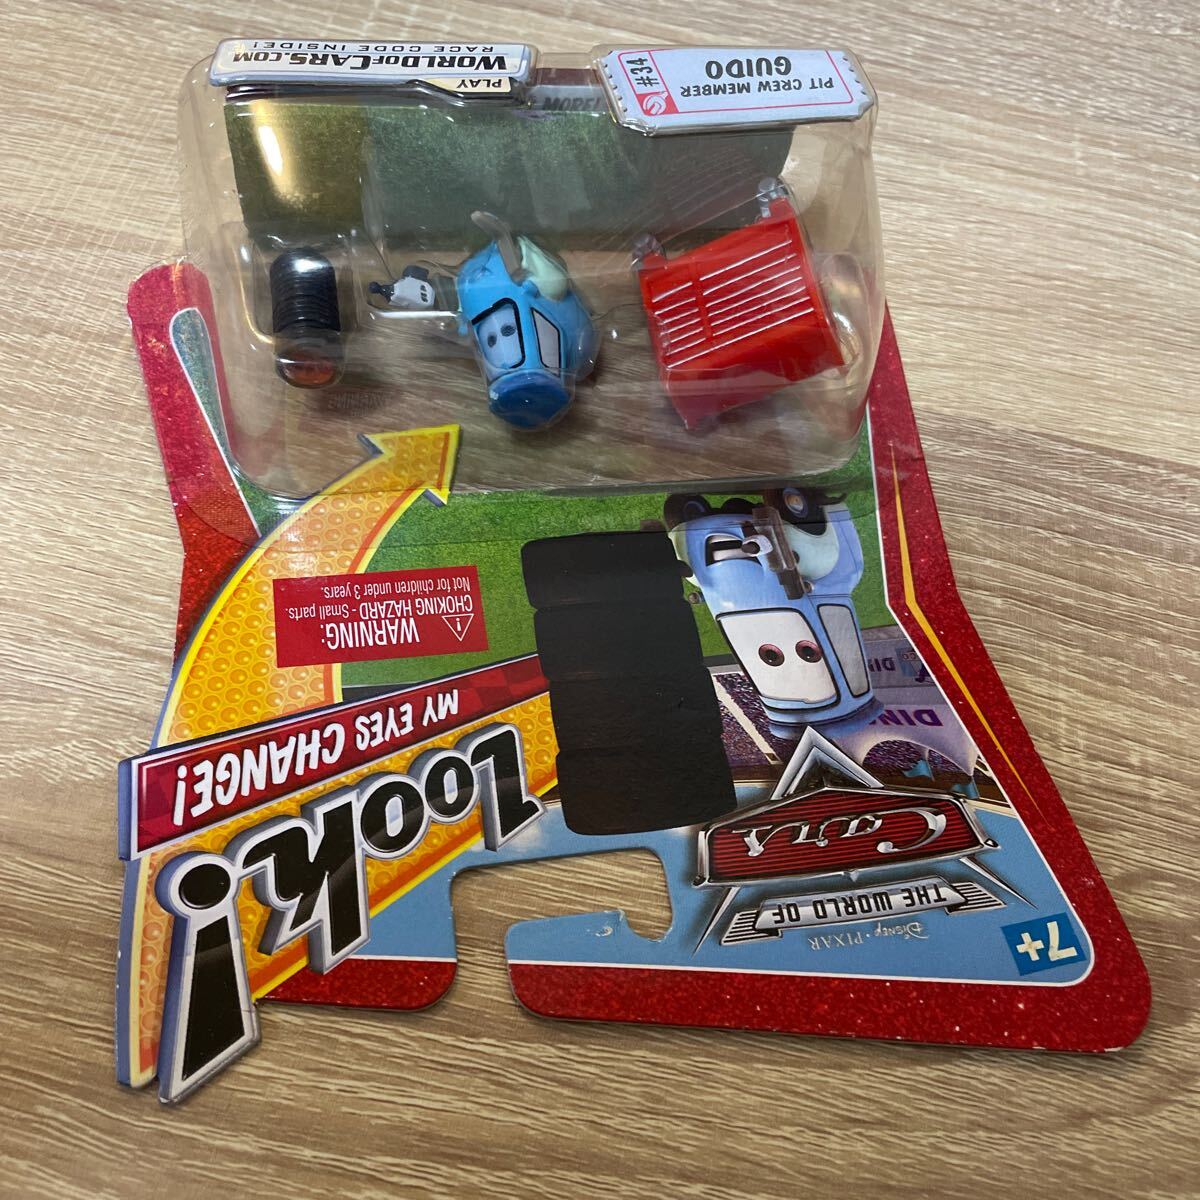 7+
DISNEY · PIXAR
THE WORLD OF
Cars
LOOK!
MY EYES CHANGE!
WARNING:
CHOKING HAZARD - Small parts.
Not for children under 3 years.
DINO
PIT CREW MEMBER
GUIDO
#34
PLAY
WORLDOFCARS.COM
RACE CODE INSIDE!